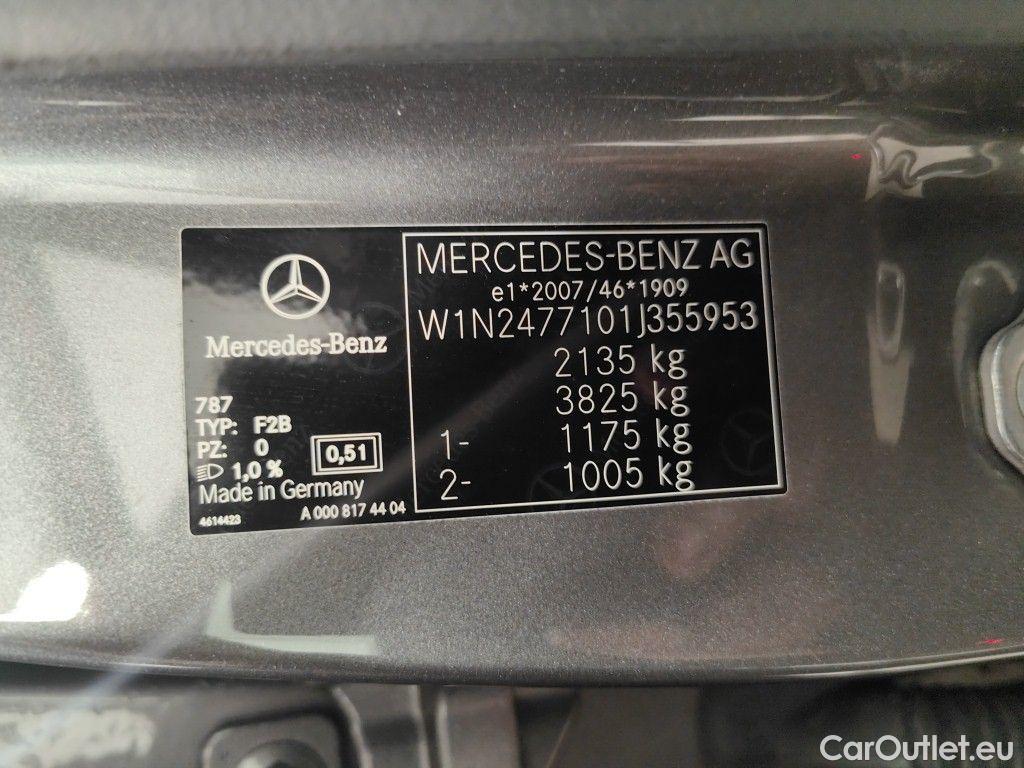 Mercedes-Benz
787
TYP: F2B
PZ: 0
1,0 %
0,51
Made in Germany
4614423
A 000 817 44 04
MERCEDES-BENZ AG
e1*2007/46*1909
W1N2477101J355953
2135 kg
3825 kg
1- 1175 kg
2- 1005 kg
CarOutlet.eu